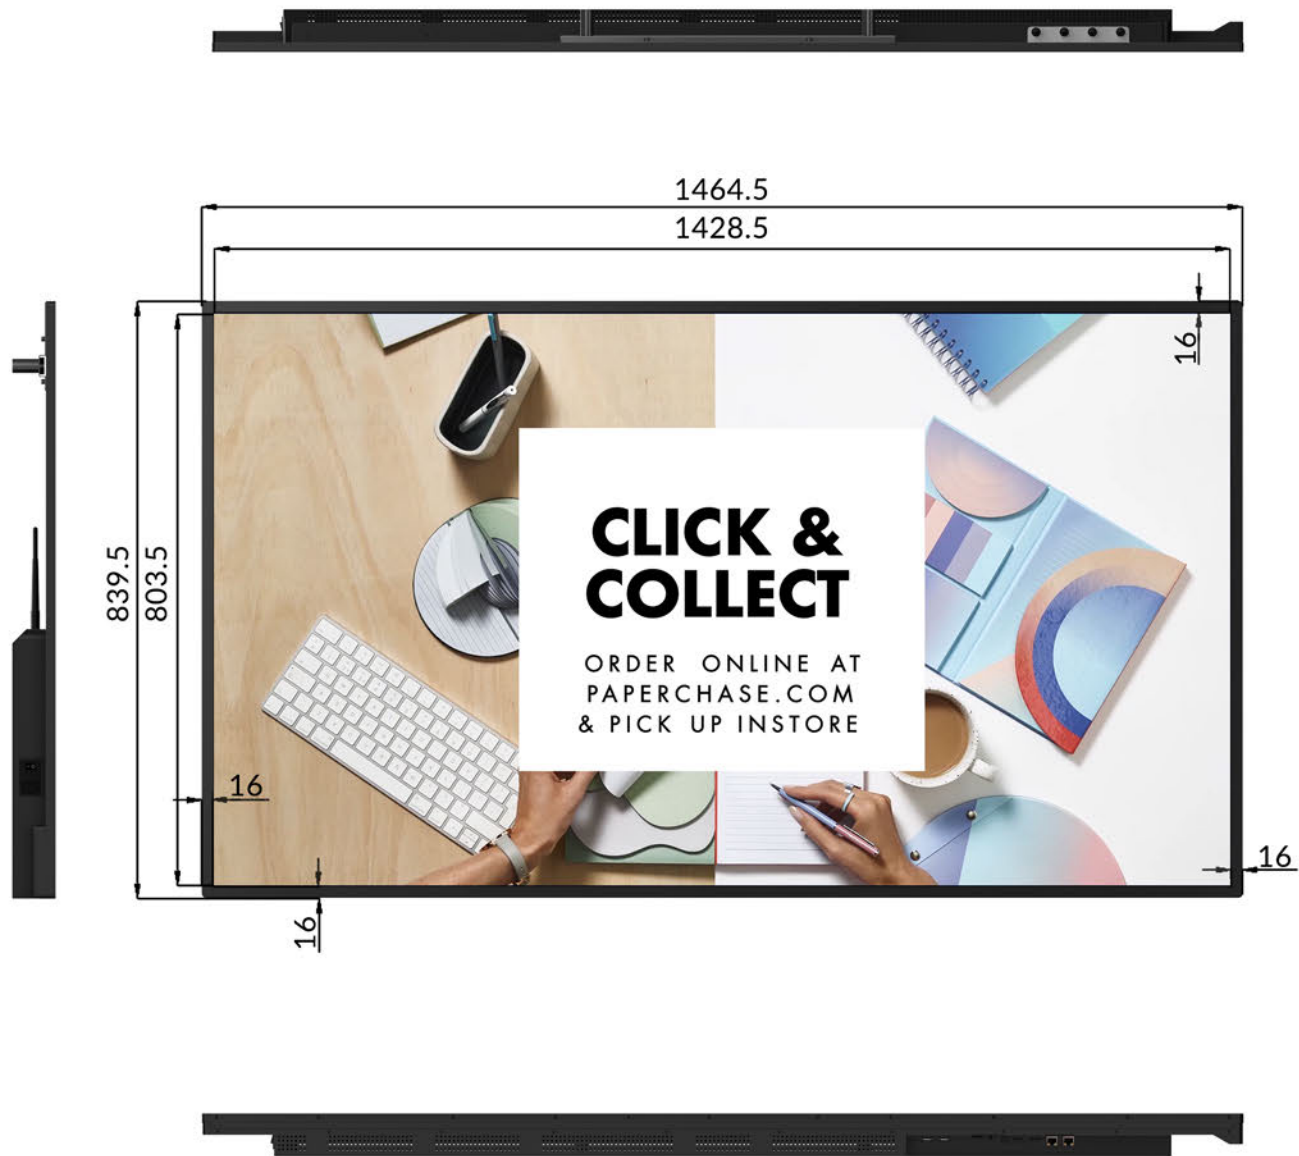 1464.5
1428.5
16
839.5
803.5
CLICK &
COLLECT
ORDER ONLINE AT
PAPERCHASE.COM
& PICK UP INSTORE
16
16
16